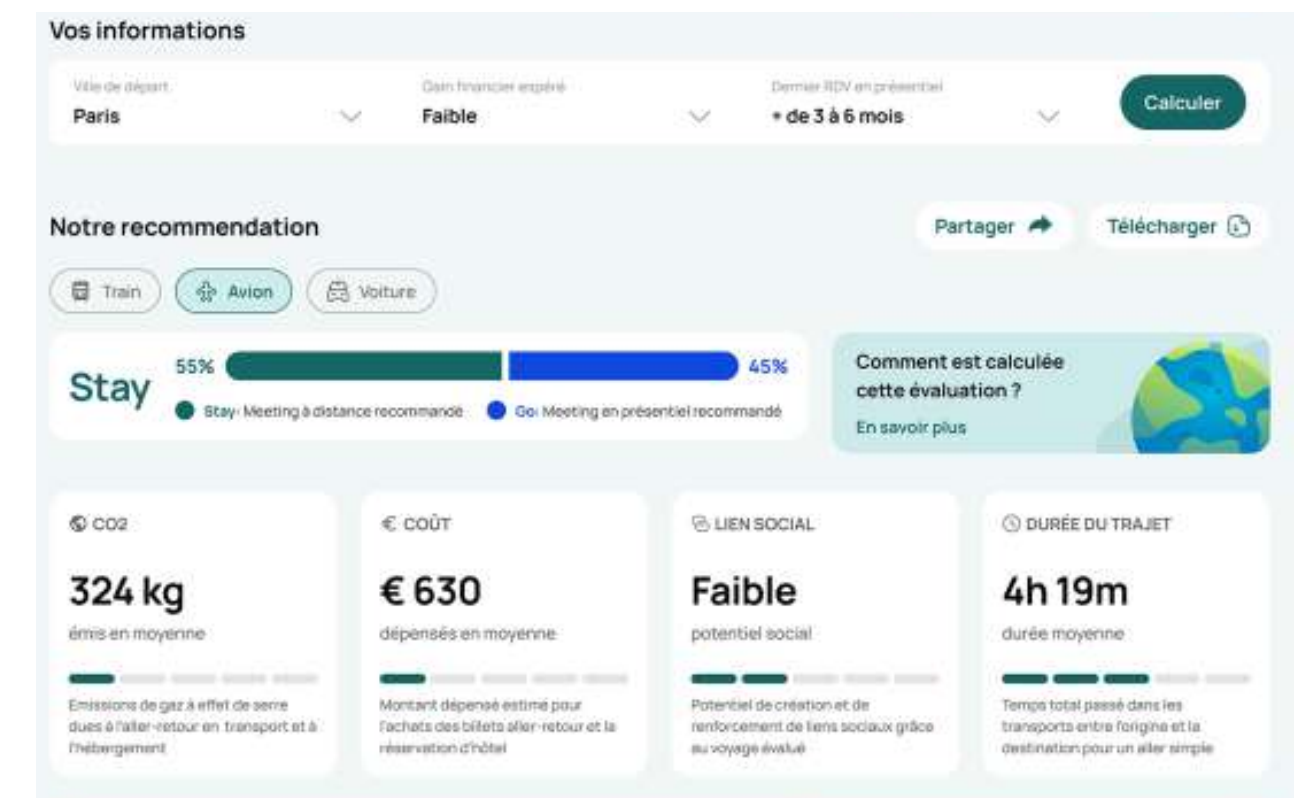 Vos informations
Ville de départ
Gain financier espéré
Dernier RDV en présentiel
Paris
Faible
+ de 3 à 6 mois
Calculer
Notre recommendation
Partager
Télécharger
Train
Avion
Voiture
Stay
55%
45%
Stay: Meeting à distance recommandé
Go: Meeting en présentiel recommandé
Comment est calculée
cette évaluation ?
En savoir plus
CO2
324 kg
émis en moyenne
Emissions de gaz à effet de serre
dues à l'aller-retour en transport et à
l'hébergement
€ COÛT
€ 630
dépensés en moyenne
Montant dépensé estimé pour
l'achats des billets aller-retour et la
réservation d'hôtel
LIEN SOCIAL
Faible
potentiel social
Potentiel de création et de
renforcement de liens sociaux grâce
au voyage évalué
DURÉE DU TRAJET
4h 19m
durée moyenne
Temps total passé dans les
transports entre l'origine et la
destination pour un aller simple